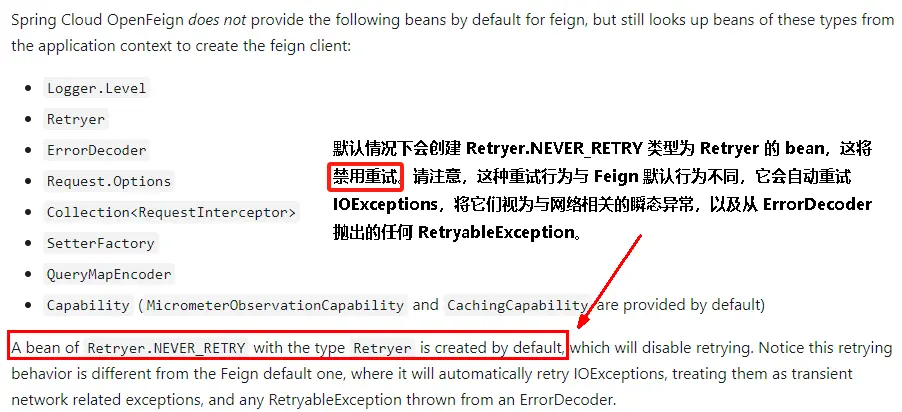 Spring Cloud OpenFeign does not provide the following beans by default for feign, but still looks up beans of these types from
the application context to create the feign client:
• Logger.Level
• Retryer
• ErrorDecoder
• Request.Options
• Collection<RequestInterceptor>
• SetterFactory
• QueryMapEncoder
• Capability (MicrometerObservationCapability and CachingCapability are provided by default)
默认情况下会创建 Retryer.NEVER_RETRY 类型为 Retryer 的 bean，这将
禁用重试。请注意，这种重试行为与 Feign 默认行为不同，它会自动重试
IOExceptions，将它们视为与网络相关的瞬态异常，以及从 ErrorDecoder
抛出的任何 RetryableException。
A bean of Retryer.NEVER_RETRY with the type Retryer is created by default, which will disable retrying. Notice this retrying
behavior is different from the Feign default one, where it will automatically retry IOExceptions, treating them as transient
network related exceptions, and any RetryableException thrown from an ErrorDecoder.